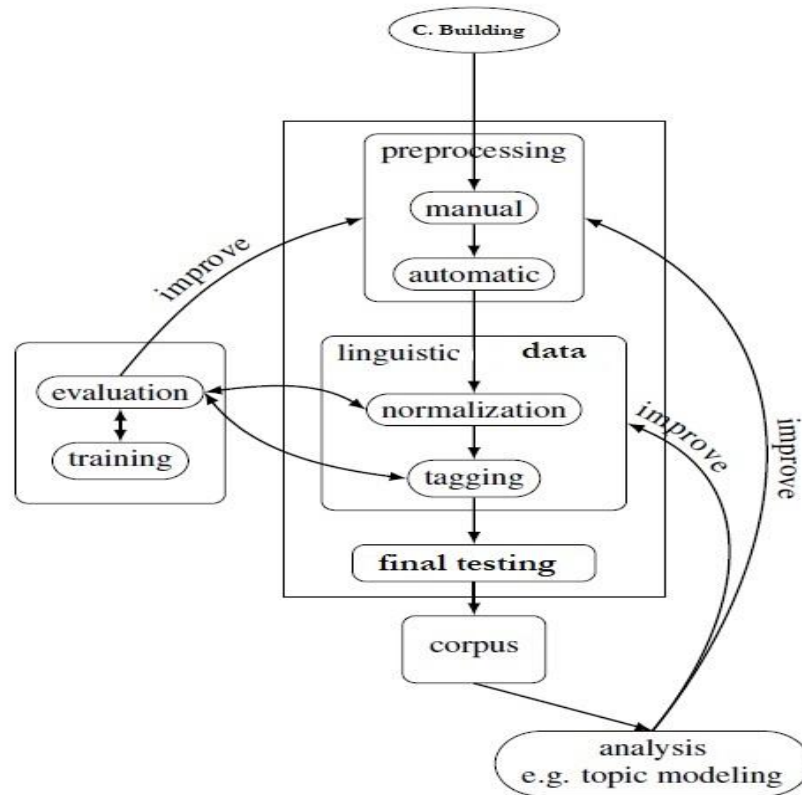 C. Building
preprocessing
manual
automatic
improve
linguistic data
evaluation
normalization
training
tagging
improve
improve
final testing
corpus
analysis
e.g. topic modeling